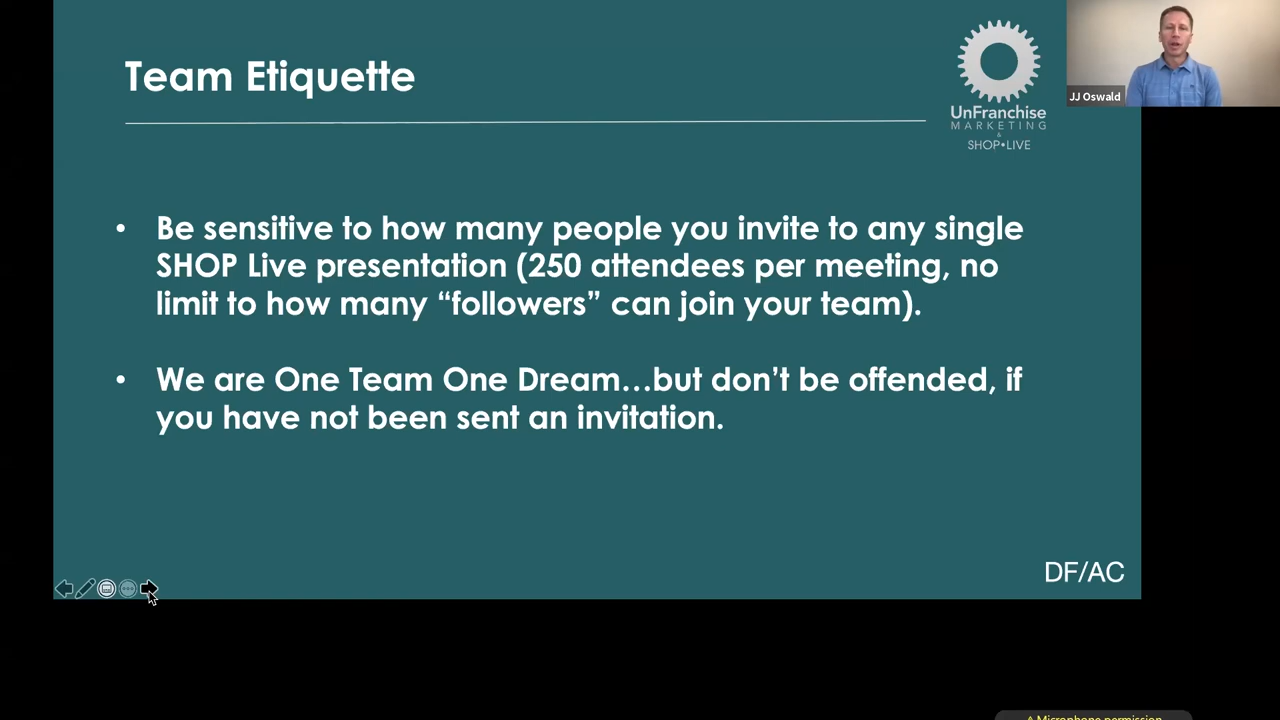 Team Etiquette
UnFranchise
MARKETING
&
SHOP•LIVE
JJ Oswald
• Be sensitive to how many people you invite to any single
SHOP Live presentation (250 attendees per meeting, no
limit to how many “followers” can join your team).
• We are One Team One Dream…but don’t be offended, if
you have not been sent an invitation.
DF/AC
Microphone permission